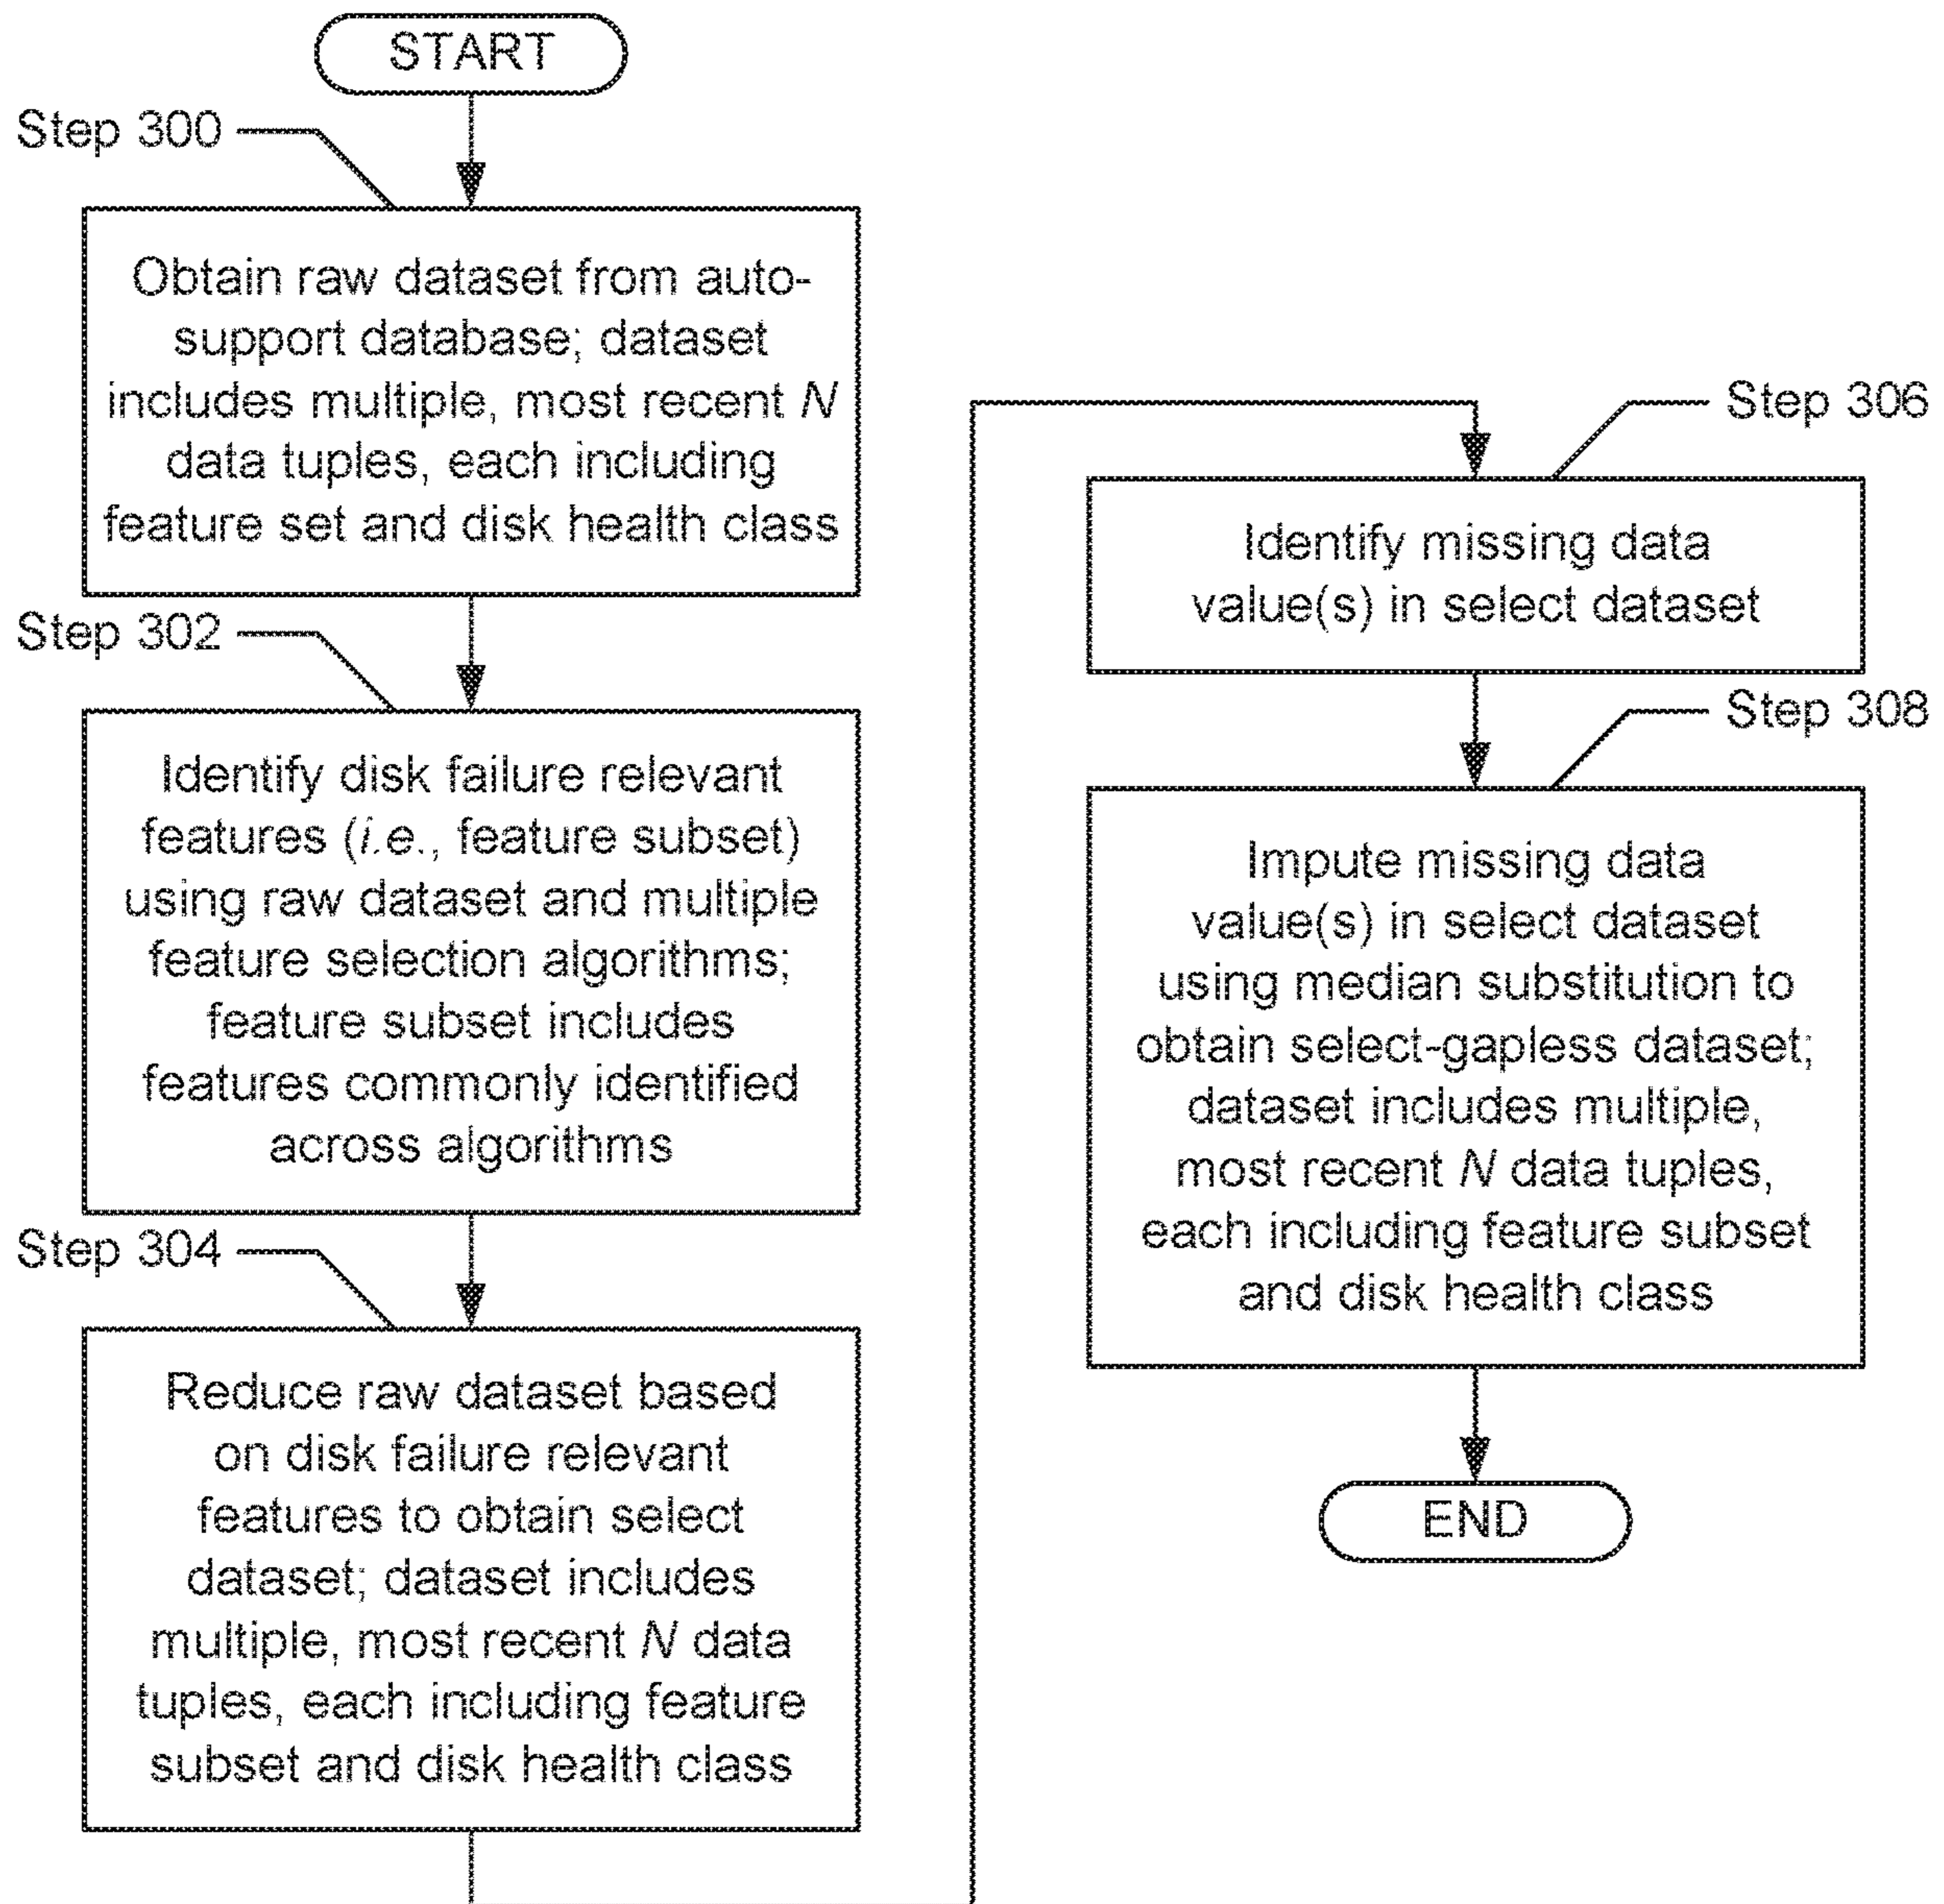 START
Step 300
Obtain raw dataset from auto-
support database; dataset
includes multiple, most recent N
data tuples, each including
feature set and disk health class
Step 302
Identify disk failure relevant
features (i.e., feature subset)
using raw dataset and multiple
feature selection algorithms;
feature subset includes
features commonly identified
across algorithms
Step 304
Reduce raw dataset based
on disk failure relevant
features to obtain select
dataset; dataset includes
multiple, most recent N data
tuples, each including feature
subset and disk health class
Step 306
Identify missing data
value(s) in select dataset
Step 308
Impute missing data
value(s) in select dataset
using median substitution to
obtain select-gapless dataset;
dataset includes multiple,
most recent N data tuples,
each including feature subset
and disk health class
END